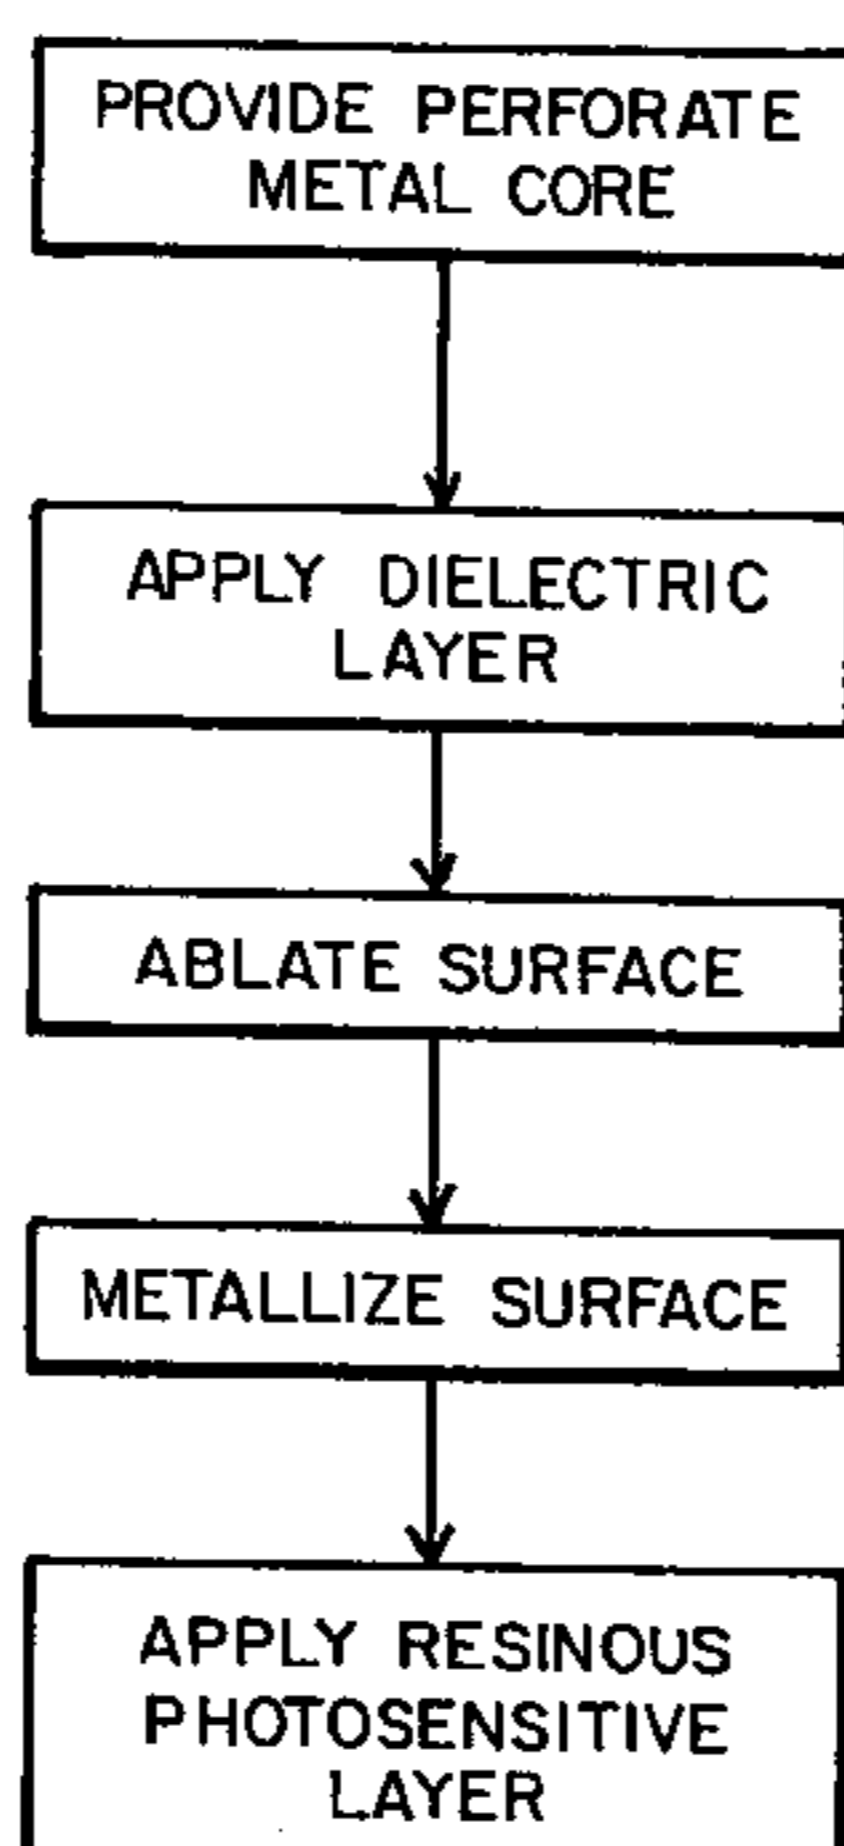 PROVIDE PERFORATE
METAL CORE
APPLY DIELECTRIC
LAYER
ABLATE SURFACE
METALLIZE SURFACE
APPLY RESINOUS
PHOTOSENSITIVE
LAYER